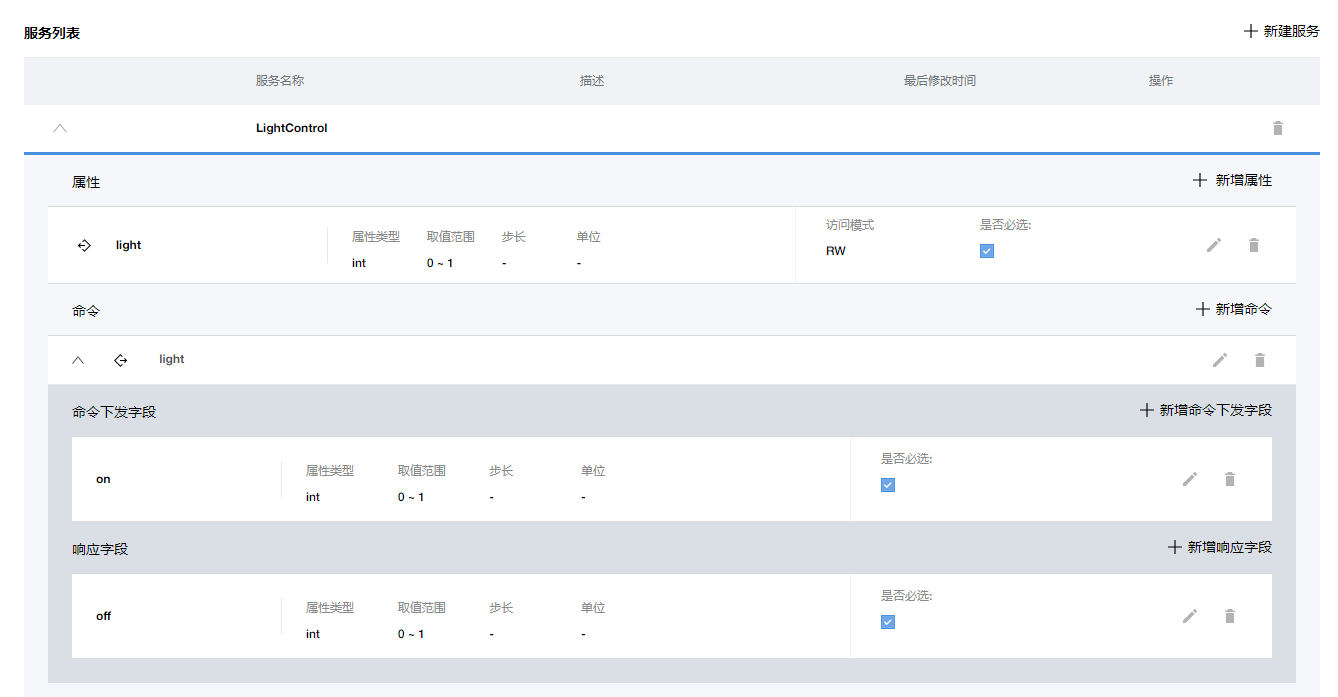 服务列表
新建服务
服务名称 描述 最后修改时间 操作
LightControl
属性
新增属性
light
属性类型 取值范围 步长 单位
int 0 ~ 1 - -
访问模式 是否必选:
RW
命令
新增命令
light
命令下发字段
新增命令下发字段
on
属性类型 取值范围 步长 单位
int 0 ~ 1 - -
是否必选:
响应字段
新增响应字段
off
属性类型 取值范围 步长 单位
int 0 ~ 1 - -
是否必选: